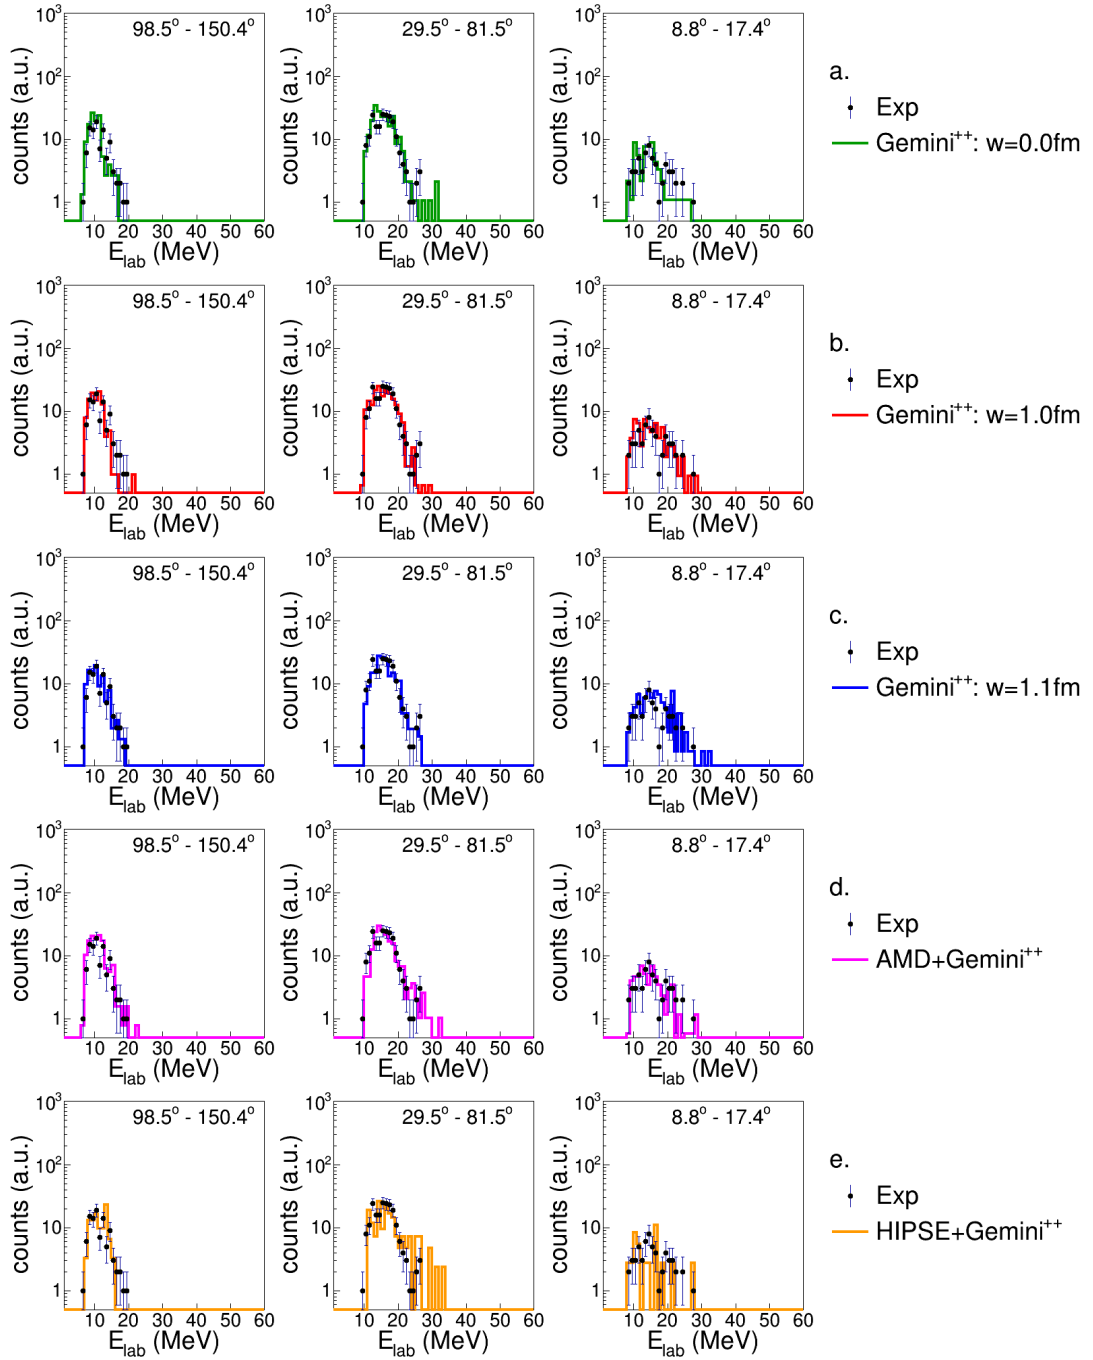 98.5° - 150.4°
29.5° - 81.5°
8.8° - 17.4°
counts (a.u.)
counts (a.u.)
counts (a.u.)
10³
10²
10
1
10³
10²
10
1
10³
10²
10
1
10 20 30 40 50 60
10 20 30 40 50 60
10 20 30 40 50 60
E_lab (MeV)
E_lab (MeV)
E_lab (MeV)
a.
Exp
Gemini⁺⁺: w=0.0fm
98.5° - 150.4°
29.5° - 81.5°
8.8° - 17.4°
counts (a.u.)
counts (a.u.)
counts (a.u.)
10³
10²
10
1
10³
10²
10
1
10³
10²
10
1
10 20 30 40 50 60
10 20 30 40 50 60
10 20 30 40 50 60
E_lab (MeV)
E_lab (MeV)
E_lab (MeV)
b.
Exp
Gemini⁺⁺: w=1.0fm
98.5° - 150.4°
29.5° - 81.5°
8.8° - 17.4°
counts (a.u.)
counts (a.u.)
counts (a.u.)
10³
10²
10
1
10³
10²
10
1
10³
10²
10
1
10 20 30 40 50 60
10 20 30 40 50 60
10 20 30 40 50 60
E_lab (MeV)
E_lab (MeV)
E_lab (MeV)
c.
Exp
Gemini⁺⁺: w=1.1fm
98.5° - 150.4°
29.5° - 81.5°
8.8° - 17.4°
counts (a.u.)
counts (a.u.)
counts (a.u.)
10³
10²
10
1
10³
10²
10
1
10³
10²
10
1
10 20 30 40 50 60
10 20 30 40 50 60
10 20 30 40 50 60
E_lab (MeV)
E_lab (MeV)
E_lab (MeV)
d.
Exp
AMD+Gemini⁺⁺
98.5° - 150.4°
29.5° - 81.5°
8.8° - 17.4°
counts (a.u.)
counts (a.u.)
counts (a.u.)
10³
10²
10
1
10³
10²
10
1
10³
10²
10
1
10 20 30 40 50 60
10 20 30 40 50 60
10 20 30 40 50 60
E_lab (MeV)
E_lab (MeV)
E_lab (MeV)
e.
Exp
HIPSE+Gemini⁺⁺